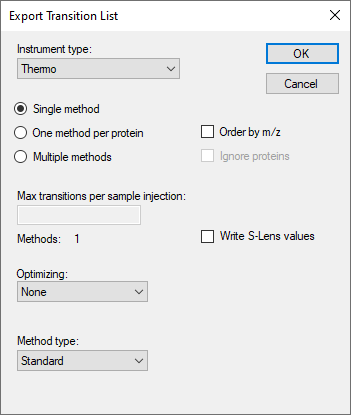 Export Transition List
Instrument type:
OK
Thermo
Cancel
Single method
One method per protein
Order by m/z
Multiple methods
Ignore proteins
Max transitions per sample injection:
Methods: 1
Write S-Lens values
Optimizing:
None
Method type:
Standard